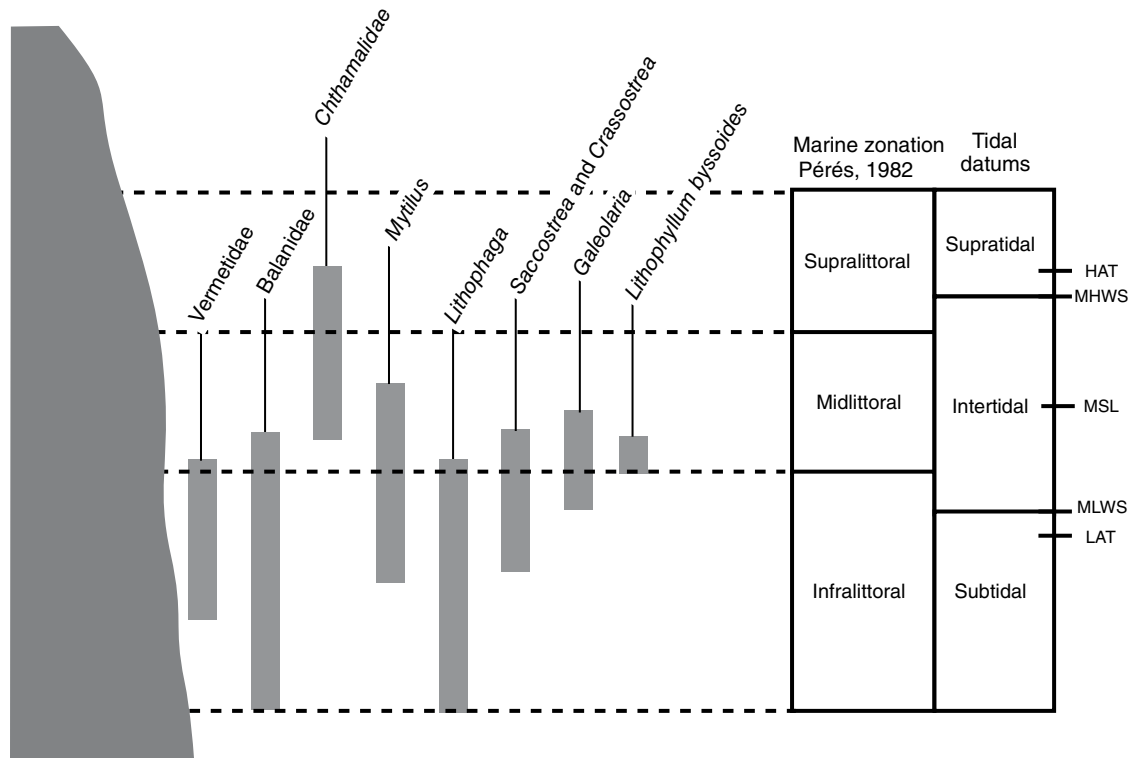 Chthamalidae
Saccostrea and Crassostrea
Lithophyllum byssoides
Mytilus
Balanidae
Galeolaria
Vermetidae
Lithophaga
Marine zonation
Pérés, 1982
Tidal
datums
Supralittoral
Supratidal
HAT
MHWS
Midlittoral
Intertidal
MSL
MLWS
LAT
Infralittoral
Subtidal